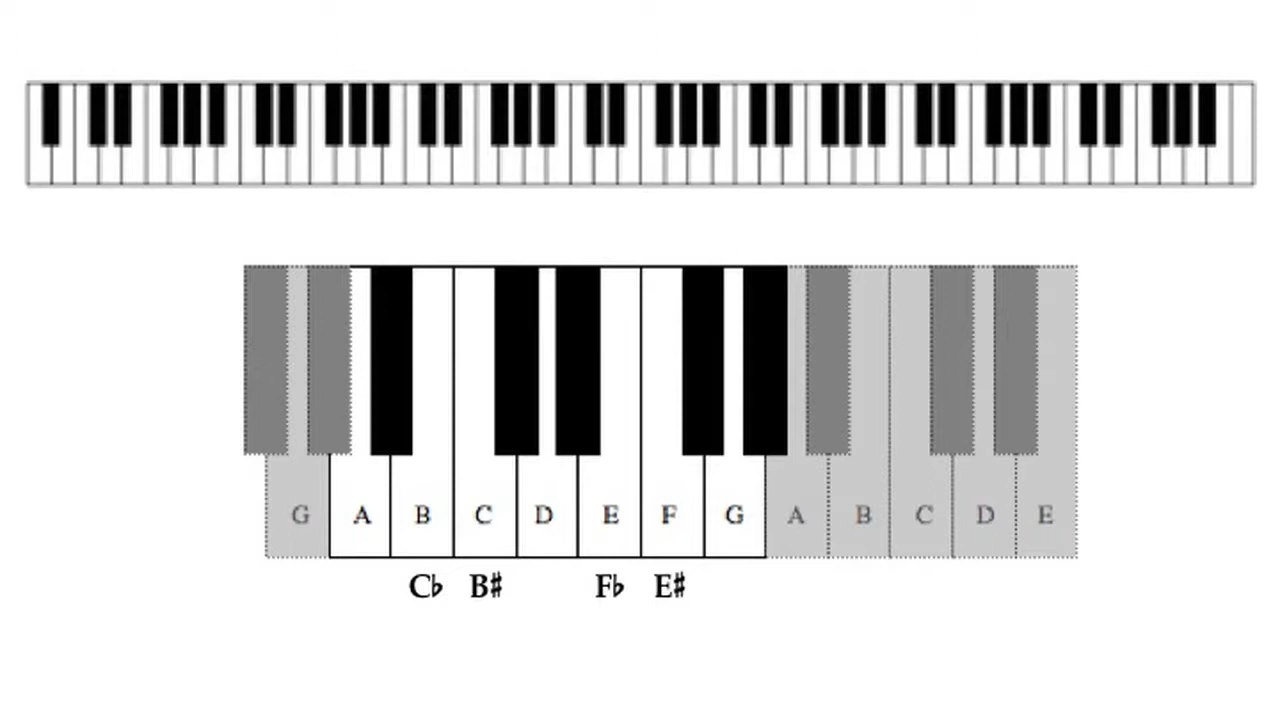 G A B C D E F G A B C D E
C♭ B♯ F♭ E♯